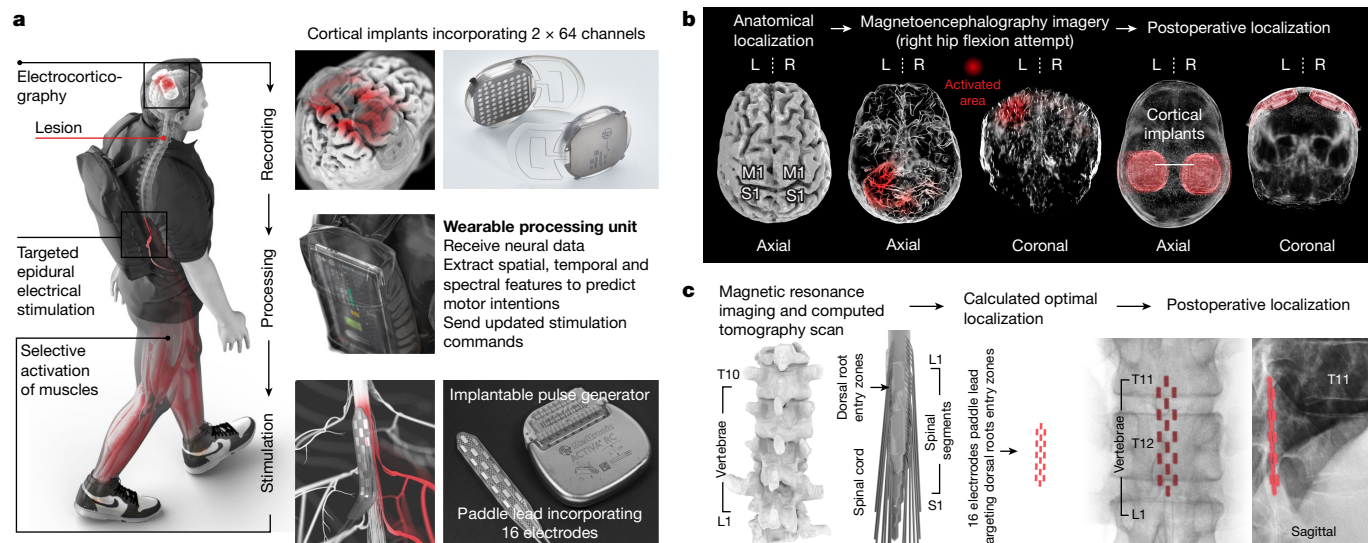 a
Cortical implants incorporating 2 × 64 channels
Electrocortico-
graphy
Lesion
Recording
Targeted
epidural
electrical
stimulation
Processing
Wearable processing unit
Receive neural data
Extract spatial, temporal and
spectral features to predict
motor intentions
Send updated stimulation
commands
Selective
activation
of muscles
Stimulation
Implantable pulse generator
ACTIVA RC
Paddle lead incorporating
16 electrodes
b
Anatomical
localization
Magnetoencephalography imagery
(right hip flexion attempt)
Postoperative localization
L R
L R
Activated
area
L R
L R
L R
M1 M1
S1 S1
Cortical
implants
Axial
Axial
Coronal
Axial
Coronal
c
Magnetic resonance
imaging and computed
tomography scan
Calculated optimal
localization
Postoperative localization
T10
Vertebrae
L1
Dorsal root
entry zones
Spinal cord
L1
Spinal
segments
S1
16 electrdodes paddle lead
targeting dorsal roots entry zones
T11
Vertebrae
T12
L1
T11
Sagittal